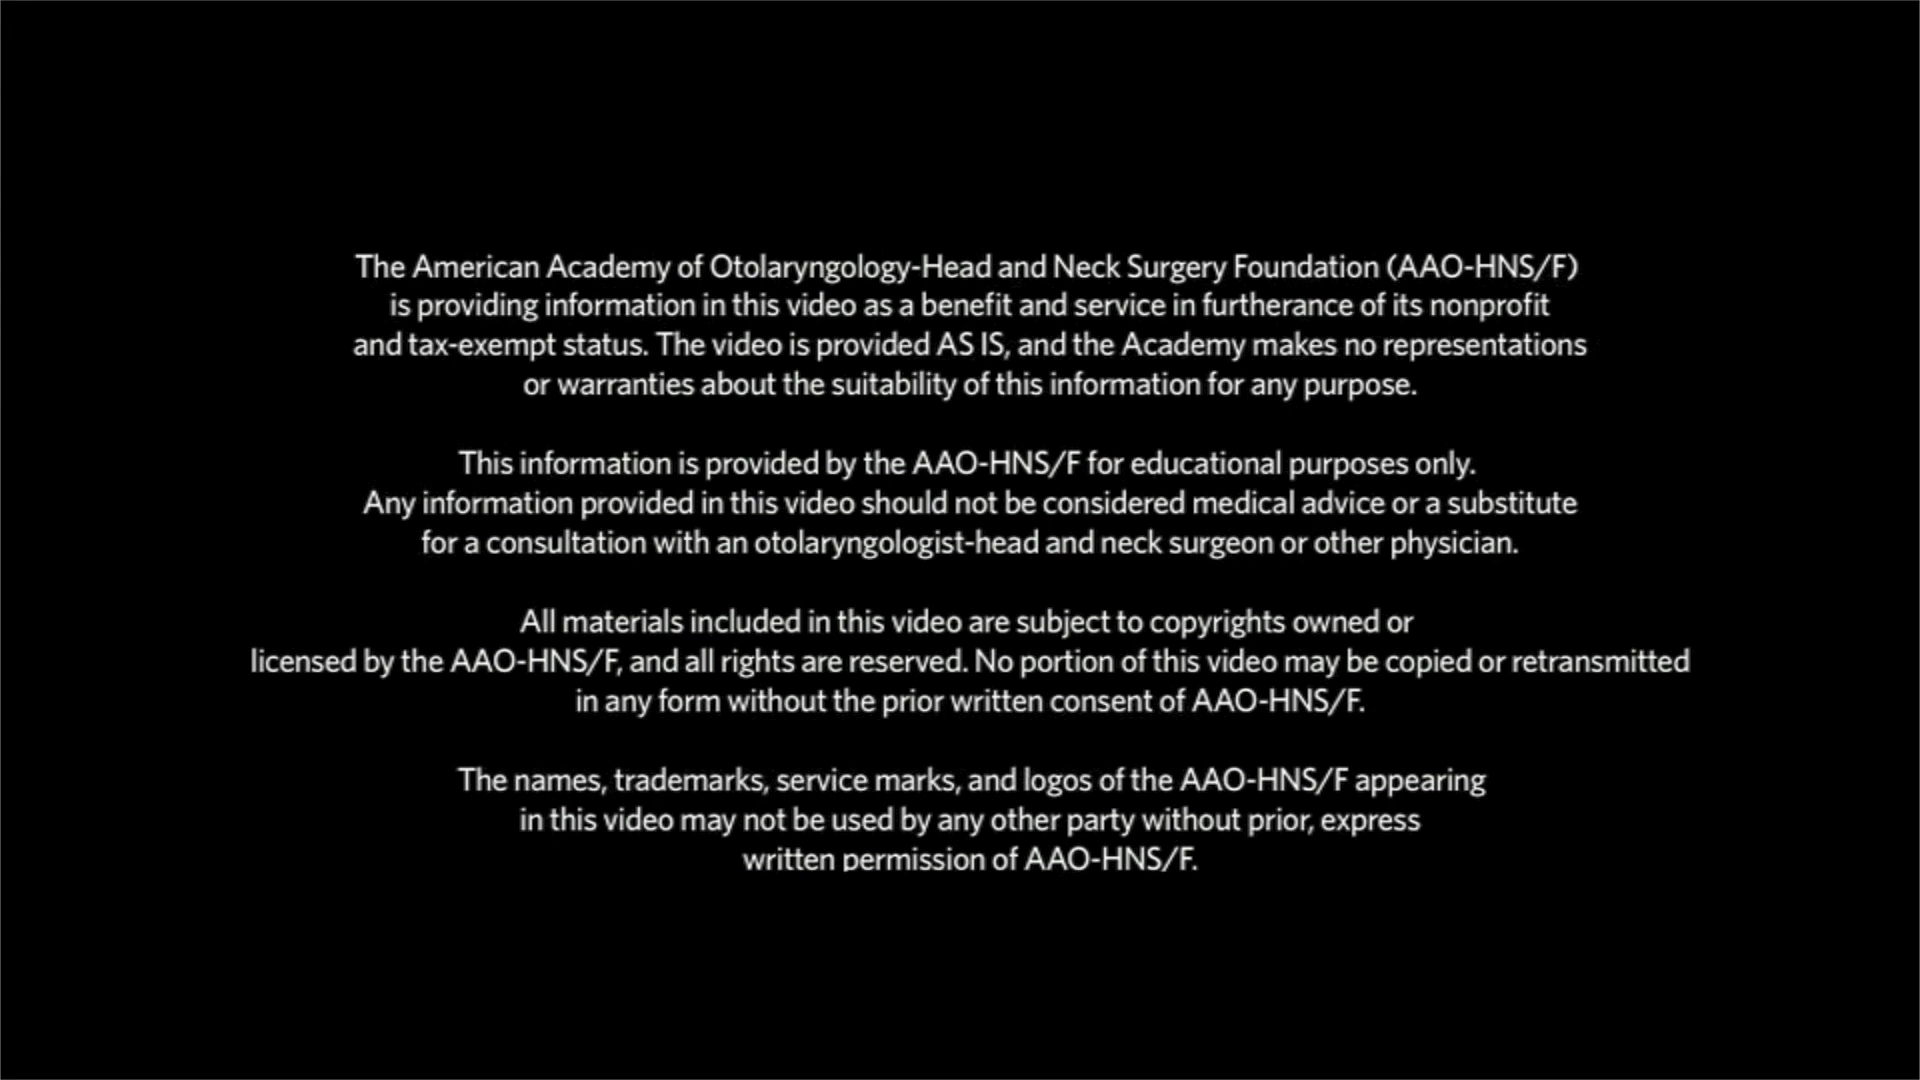 The American Academy of Otolaryngology-Head and Neck Surgery Foundation (AAO-HNS/F)
is providing information in this video as a benefit and service in furtherance of its nonprofit
and tax-exempt status. The video is provided AS IS, and the Academy makes no representations
or warranties about the suitability of this information for any purpose.
This information is provided by the AAO-HNS/F for educational purposes only.
Any information provided in this video should not be considered medical advice or a substitute
for a consultation with an otolaryngologist-head and neck surgeon or other physician.
All materials included in this video are subject to copyrights owned or
licensed by the AAO-HNS/F, and all rights are reserved. No portion of this video may be copied or retransmitted
in any form without the prior written consent of AAO-HNS/F.
The names, trademarks, service marks, and logos of the AAO-HNS/F appearing
in this video may not be used by any other party without prior, express
written permission of AAO-HNS/F.